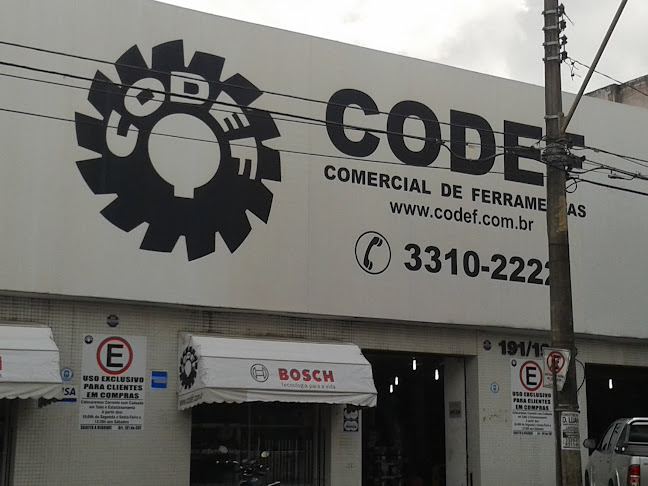 CODEF
CODEF
COMERCIAL DE FERRAMENTAS
www.codef.com.br
3310-2222
191/19
E
USO EXCLUSIVO
PARA CLIENTES
EM COMPRAS
BOSCH
Tecnologia para a vida
E
USO EXCLUSIVO
PARA CLIENTES
EM COMPRAS
E